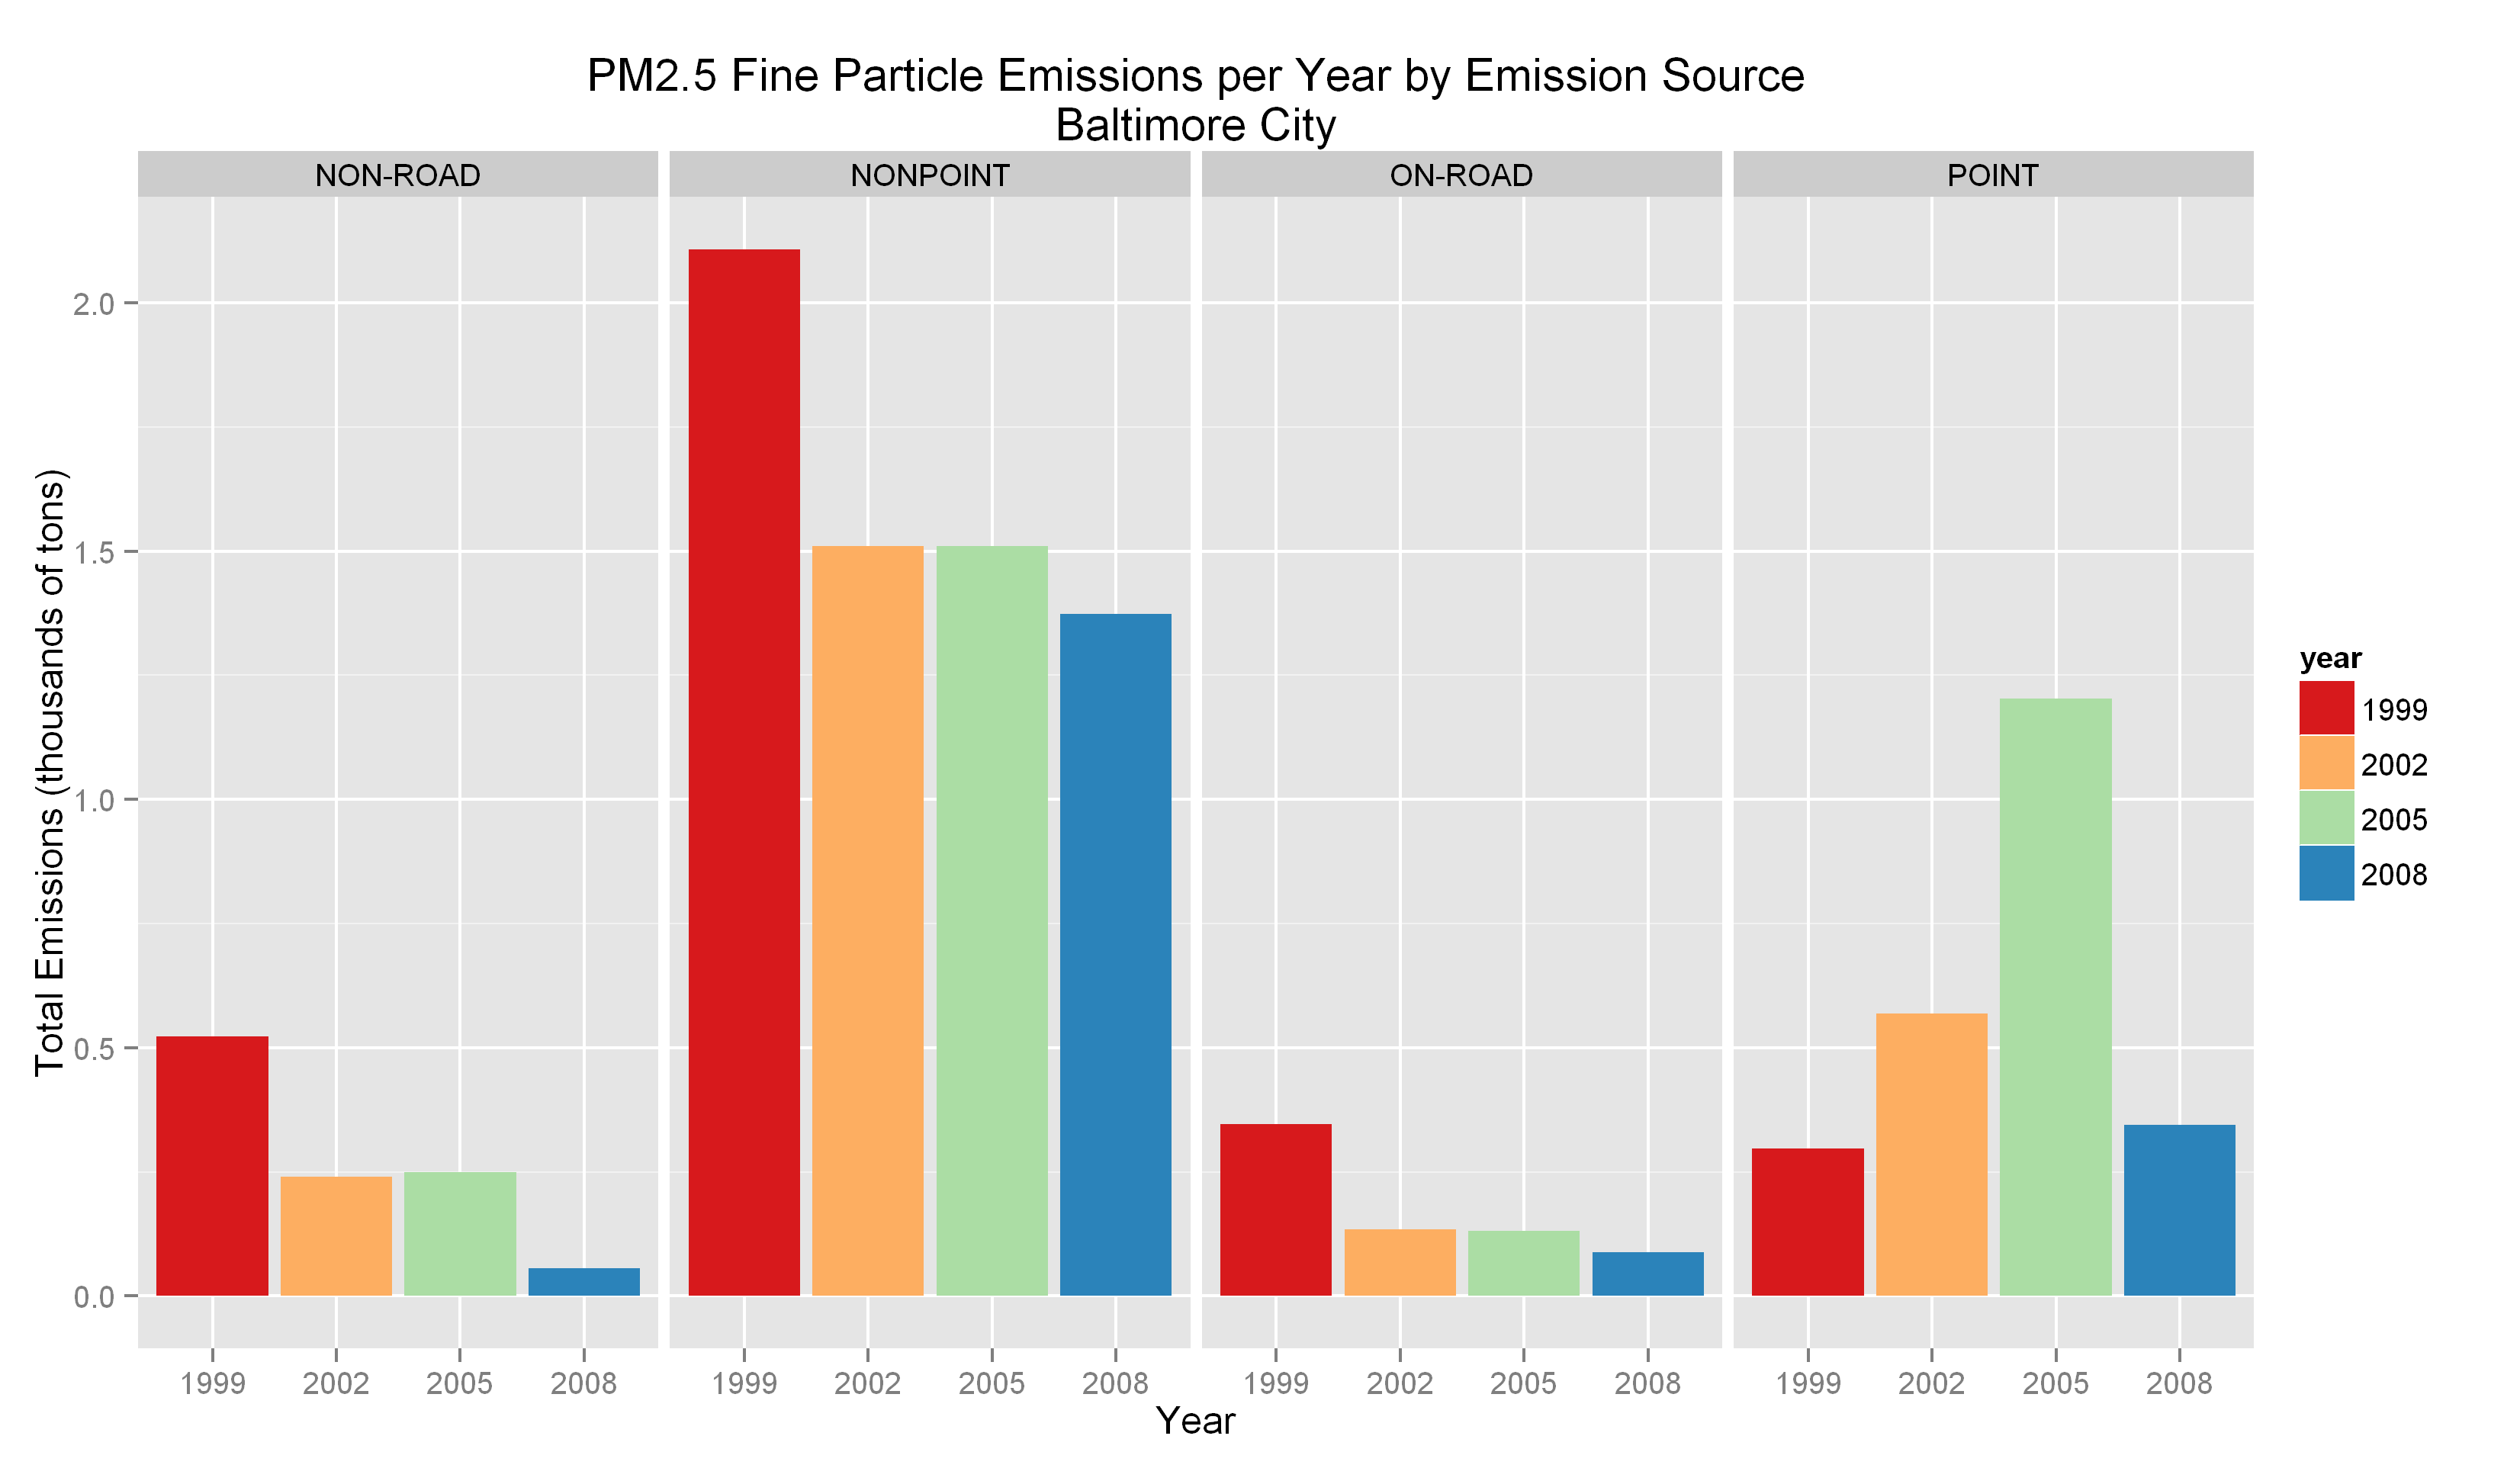 PM2.5 Fine Particle Emissions per Year by Emission Source
Baltimore City
NON-ROAD NONPOINT ON-ROAD POINT
Total Emissions (thousands of tons)
2.0
1.5
1.0
0.5
0.0
year
1999
2002
2005
2008
1999 2002 2005 2008 1999 2002 2005 2008 1999 2002 2005 2008 1999 2002 2005 2008
Year